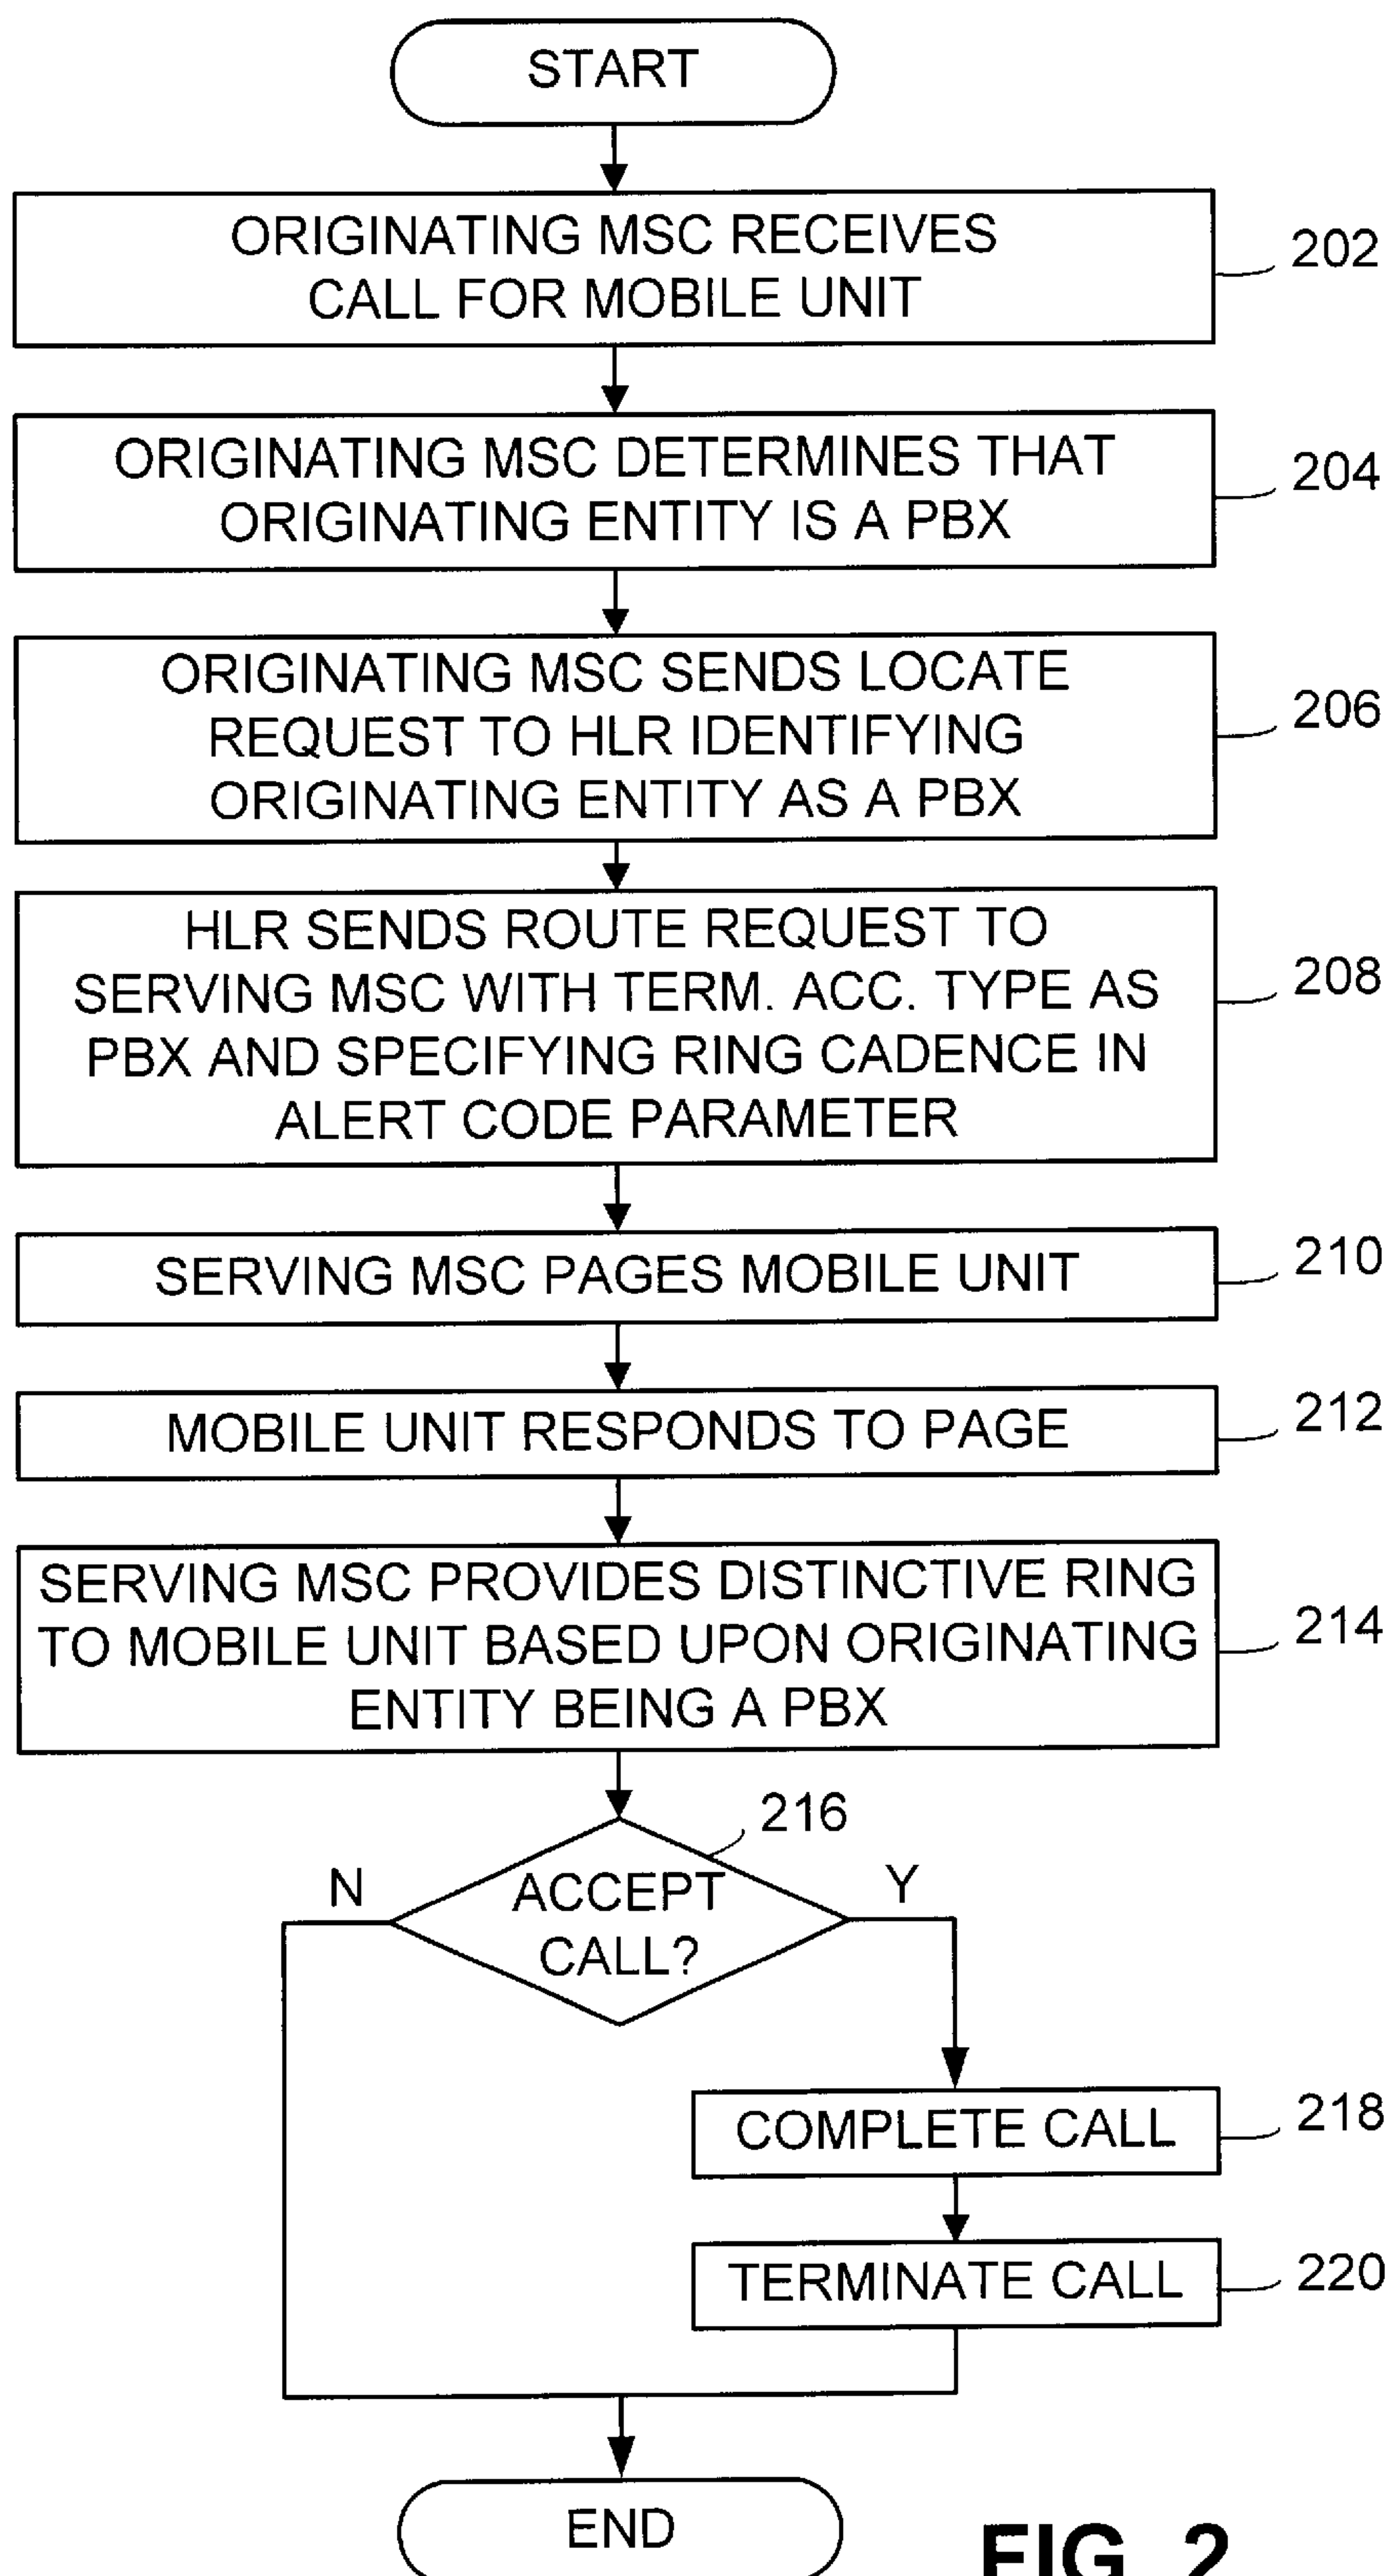 START
ORIGINATING MSC RECEIVES
CALL FOR MOBILE UNIT
202
ORIGINATING MSC DETERMINES THAT
ORIGINATING ENTITY IS A PBX
204
ORIGINATING MSC SENDS LOCATE
REQUEST TO HLR IDENTIFYING
ORIGINATING ENTITY AS A PBX
206
HLR SENDS ROUTE REQUEST TO
SERVING MSC WITH TERM. ACC. TYPE AS
PBX AND SPECIFYING RING CADENCE IN
ALERT CODE PARAMETER
208
SERVING MSC PAGES MOBILE UNIT
210
MOBILE UNIT RESPONDS TO PAGE
212
SERVING MSC PROVIDES DISTINCTIVE RING
TO MOBILE UNIT BASED UPON ORIGINATING
ENTITY BEING A PBX
214
216
N
ACCEPT
CALL?
Y
COMPLETE CALL
218
TERMINATE CALL
220
END
FIG. 2